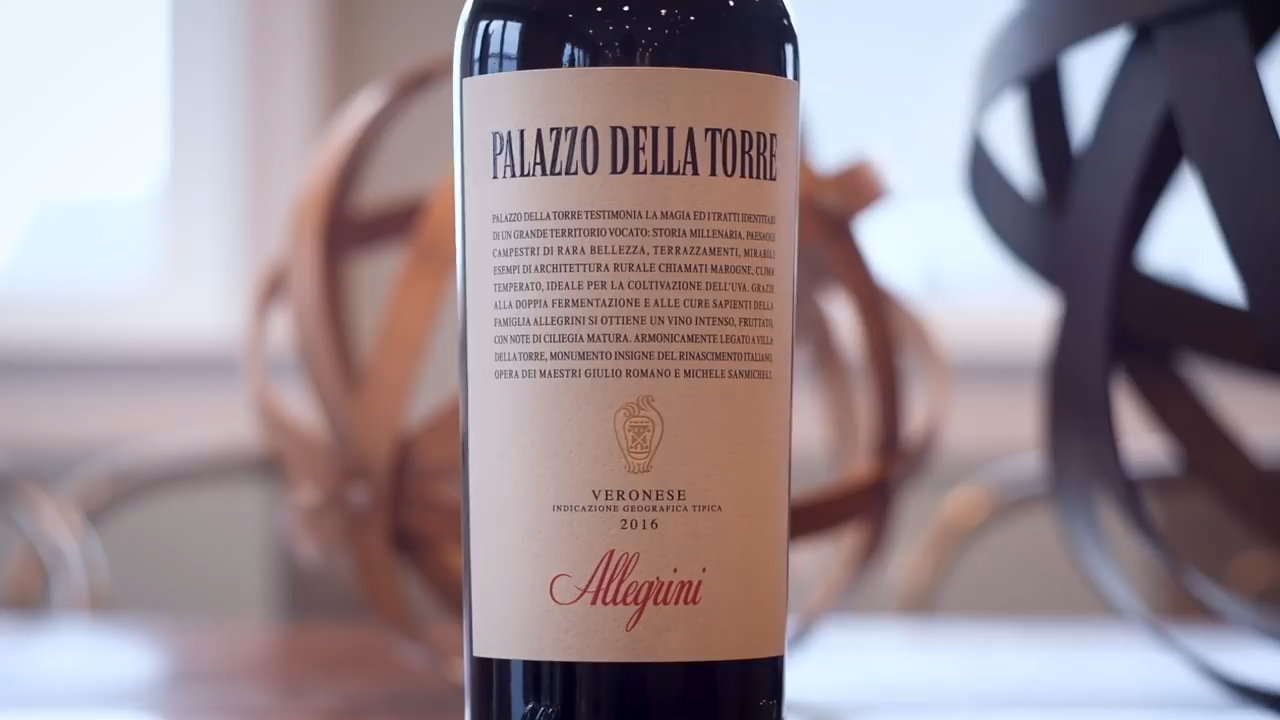 PALAZZO DELLA TORRE
PALAZZO DELLA TORRE TESTIMONIA LA MAGIA ED I TRATTI IDENTITARI
DI UN GRANDE TERRITORIO VOCATO: STORIA MILLENARIA, PAESAGGI
CAMPESTRI DI RARA BELLEZZA, TERRAZZAMENTI, MIRABILI
ESEMPI DI ARCHITETTURA RURALE CHIAMATI MAROGNE, CLIMA
TEMPERATO, IDEALE PER LA COLTIVAZIONE DELL'UVA. GRAZIE
ALLA DOPPIA FERMENTAZIONE E ALLE CURE SAPIENTI DELLA
FAMIGLIA ALLEGRINI SI OTTIENE UN VINO INTENSO, FRUTTATO,
CON NOTE DI CILIEGIA MATURA. ARMONICAMENTE LEGATO A VILLA
DELLA TORRE, MONUMENTO INSIGNE DEL RINASCIMENTO ITALIANO,
OPERA DEI MAESTRI GIULIO ROMANO E MICHELE SANMICHELI.
VERONESE
INDICAZIONE GEOGRAFICA TIPICA
2016
Allegrini